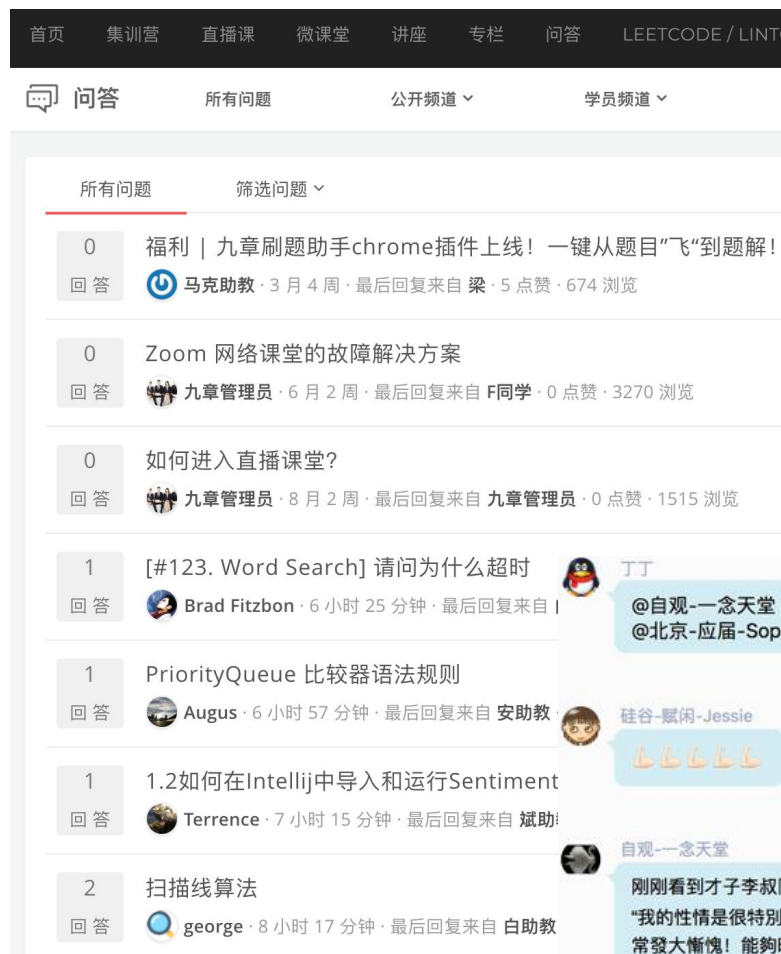 首页 集训营 直播课 微课堂 讲座 专栏 问答 LEETCODE / LINT
问答 所有问题 公开频道 学员频道
所有问题 筛选问题
0 福利 | 九章刷题助手chrome插件上线！一键从题目”飞“到题解！
回答 马克助教 · 3 月 4 周 · 最后回复来自 梁 · 5 点赞 · 674 浏览
0 Zoom 网络课堂的故障解决方案
回答 九章管理员 · 6 月 2 周 · 最后回复来自 F同学 · 0 点赞 · 3270 浏览
0 如何进入直播课堂?
回答 九章管理员 · 8 月 2 周 · 最后回复来自 九章管理员 · 0 点赞 · 1515 浏览
1 [#123. Word Search] 请问为什么超时
回答 Brad Fitzbon · 6 小时 25 分钟 · 最后回复来自
1 PriorityQueue 比较器语法规则
回答 Augus · 6 小时 57 分钟 · 最后回复来自 安助教 ·
1 1.2如何在Intellij中导入和运行Sentiment
回答 Terrence · 7 小时 15 分钟 · 最后回复来自 斌助
2 扫描线算法
回答 george · 8 小时 17 分钟 · 最后回复来自 白助教
丁丁
@自观-一念天堂
@北京-应届-Sop
硅谷-赋闲-Jessie
自观-一念天堂
刚刚看到才子李叔
“我的性情是很特别
常發大慚愧！能夠